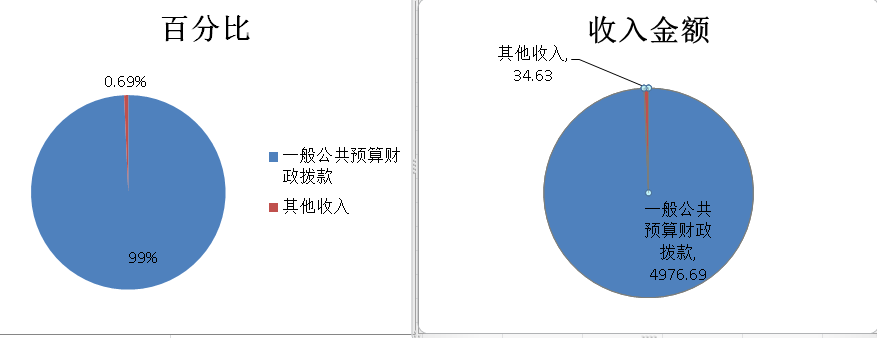 百分比
0.69%
99%
一般公共预算财
政拨款
其他收入
收入金额
其他收入,
34.63
一般公共
预算财政
拨款,
4976.69